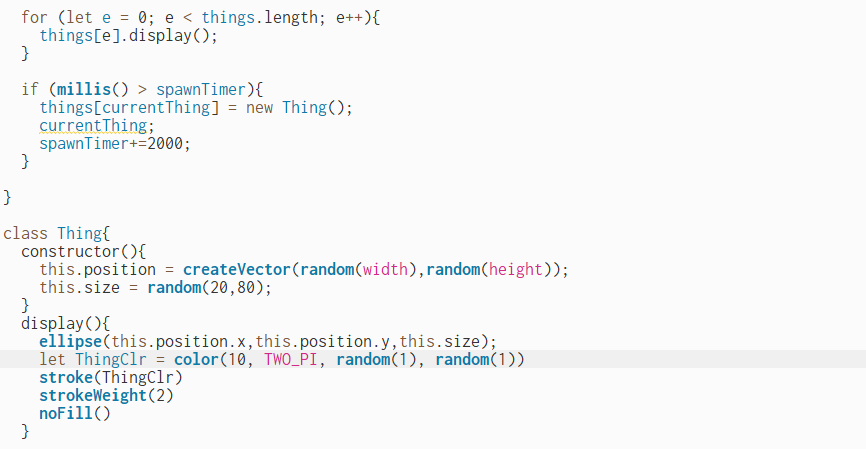 for (let e = 0; e < things.length; e++){
things[e].display();
}
if (millis() > spawnTimer){
things[currentThing] = new Thing();
currentThing;
spawnTimer+=2000;
}
}
class Thing{
constructor(){
this.position = createVector(random(width),random(height));
this.size = random(20,80);
}
display(){
ellipse(this.position.x,this.position.y,this.size);
let ThingClr = color(10, TWO_PI, random(1), random(1))
stroke(ThingClr)
strokeWeight(2)
noFill()
}